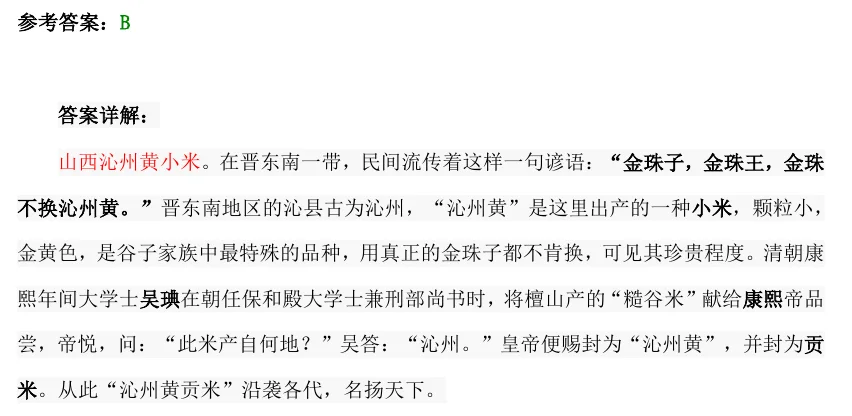 参考答案：B
答案详解：
山西沁州黄小米。在晋东南一带，民间流传着这样一句谚语：“金珠子，金珠王，金珠
不换沁州黄。”晋东南地区的沁县古为沁州，“沁州黄”是这里出产的一种小米，颗粒小，
金黄色，是谷子家族中最特殊的品种，用真正的金珠子都不肯换，可见其珍贵程度。清朝康
熙年间大学士吴琠在朝任保和殿大学士兼刑部尚书时，将檀山产的“糙谷米”献给康熙帝品
尝，帝悦，问：“此米产自何地？”吴答：“沁州。”皇帝便赐封为“沁州黄”，并封为贡
米。从此“沁州黄贡米”沿袭各代，名扬天下。